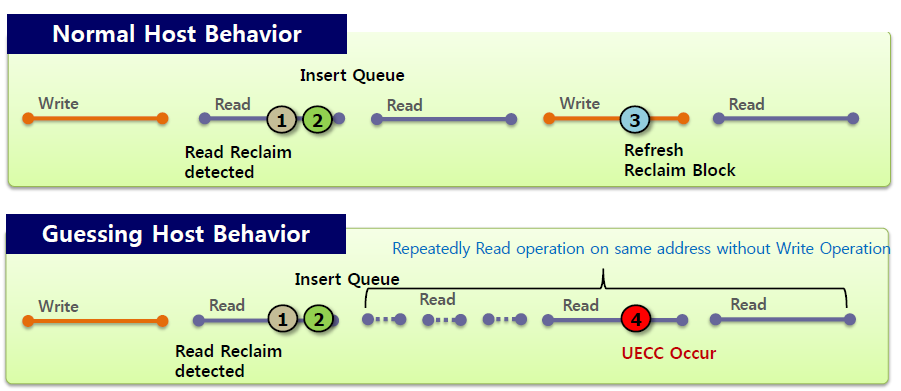 Normal Host Behavior
Insert Queue
Write
Read
Read
Write
Read
1
2
3
Read Reclaim
detected
Refresh
Reclaim Block
Guessing Host Behavior
Repeatedly Read operation on same address without Write Operation
Insert Queue
Write
Read
Read
Read
Read
1
2
4
Read Reclaim
detected
UECC Occur